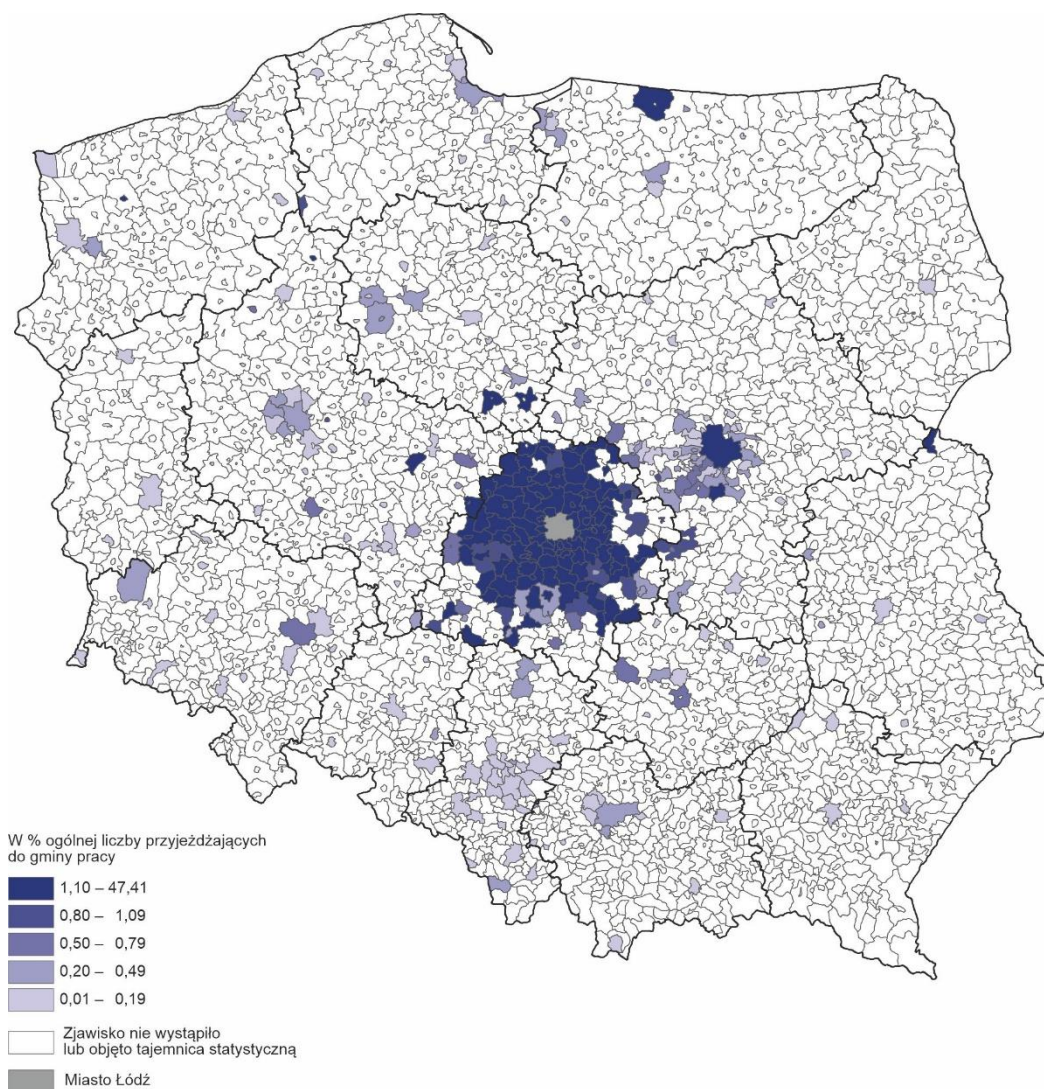 W % ogólnej liczby przyjeżdżających
do gminy pracy
1,10 – 47,41
0,80 – 1,09
0,50 – 0,79
0,20 – 0,49
0,01 – 0,19
Zjawisko nie wystąpiło
lub objęto tajemnica statystyczną
Miasto Łódź